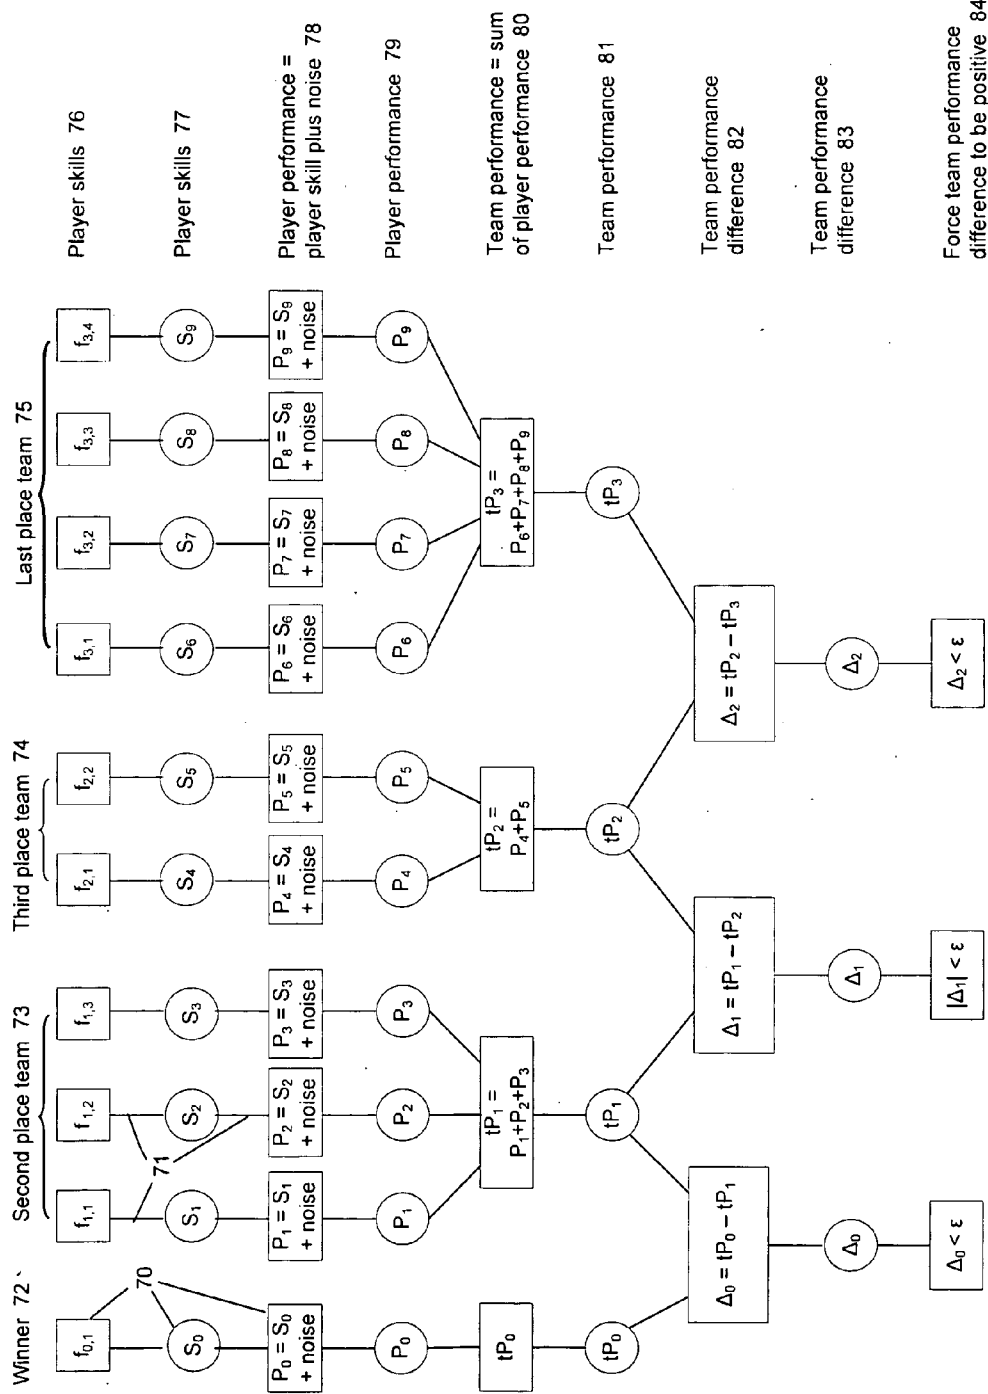 Winner 72
Second place team 73
Third place team 74
Last place team 75
f0,1
f1,1
f1,2
f1,3
f2,1
f2,2
f3,1
f3,2
f3,3
f3,4
Player skills 76
70
71
S0
S1
S2
S3
S4
S5
S6
S7
S8
S9
Player skills 77
P0 = S0
+ noise
P1 = S1
+ noise
P2 = S2
+ noise
P3 = S3
+ noise
P4 = S4
+ noise
P5 = S5
+ noise
P6 = S6
+ noise
P7 = S7
+ noise
P8 = S8
+ noise
P9 = S9
+ noise
Player performance =
player skill plus noise 78
P0
P1
P2
P3
P4
P5
P6
P7
P8
P9
Player performance 79
tP0
tP1 =
P1+P2+P3
tP2 =
P4+P5
tP3 =
P6+P7+P8+P9
Team performance = sum
of player performance 80
tP0
tP1
tP2
tP3
Team performance 81
Δ0 = tP0 – tP1
Δ1 = tP1 – tP2
Δ2 = tP2 – tP3
Team performance
difference 82
Δ0
Δ1
Δ2
Team performance
difference 83
Δ0 < ε
|Δ1| < ε
Δ2 < ε
Force team performance
difference to be positive 84